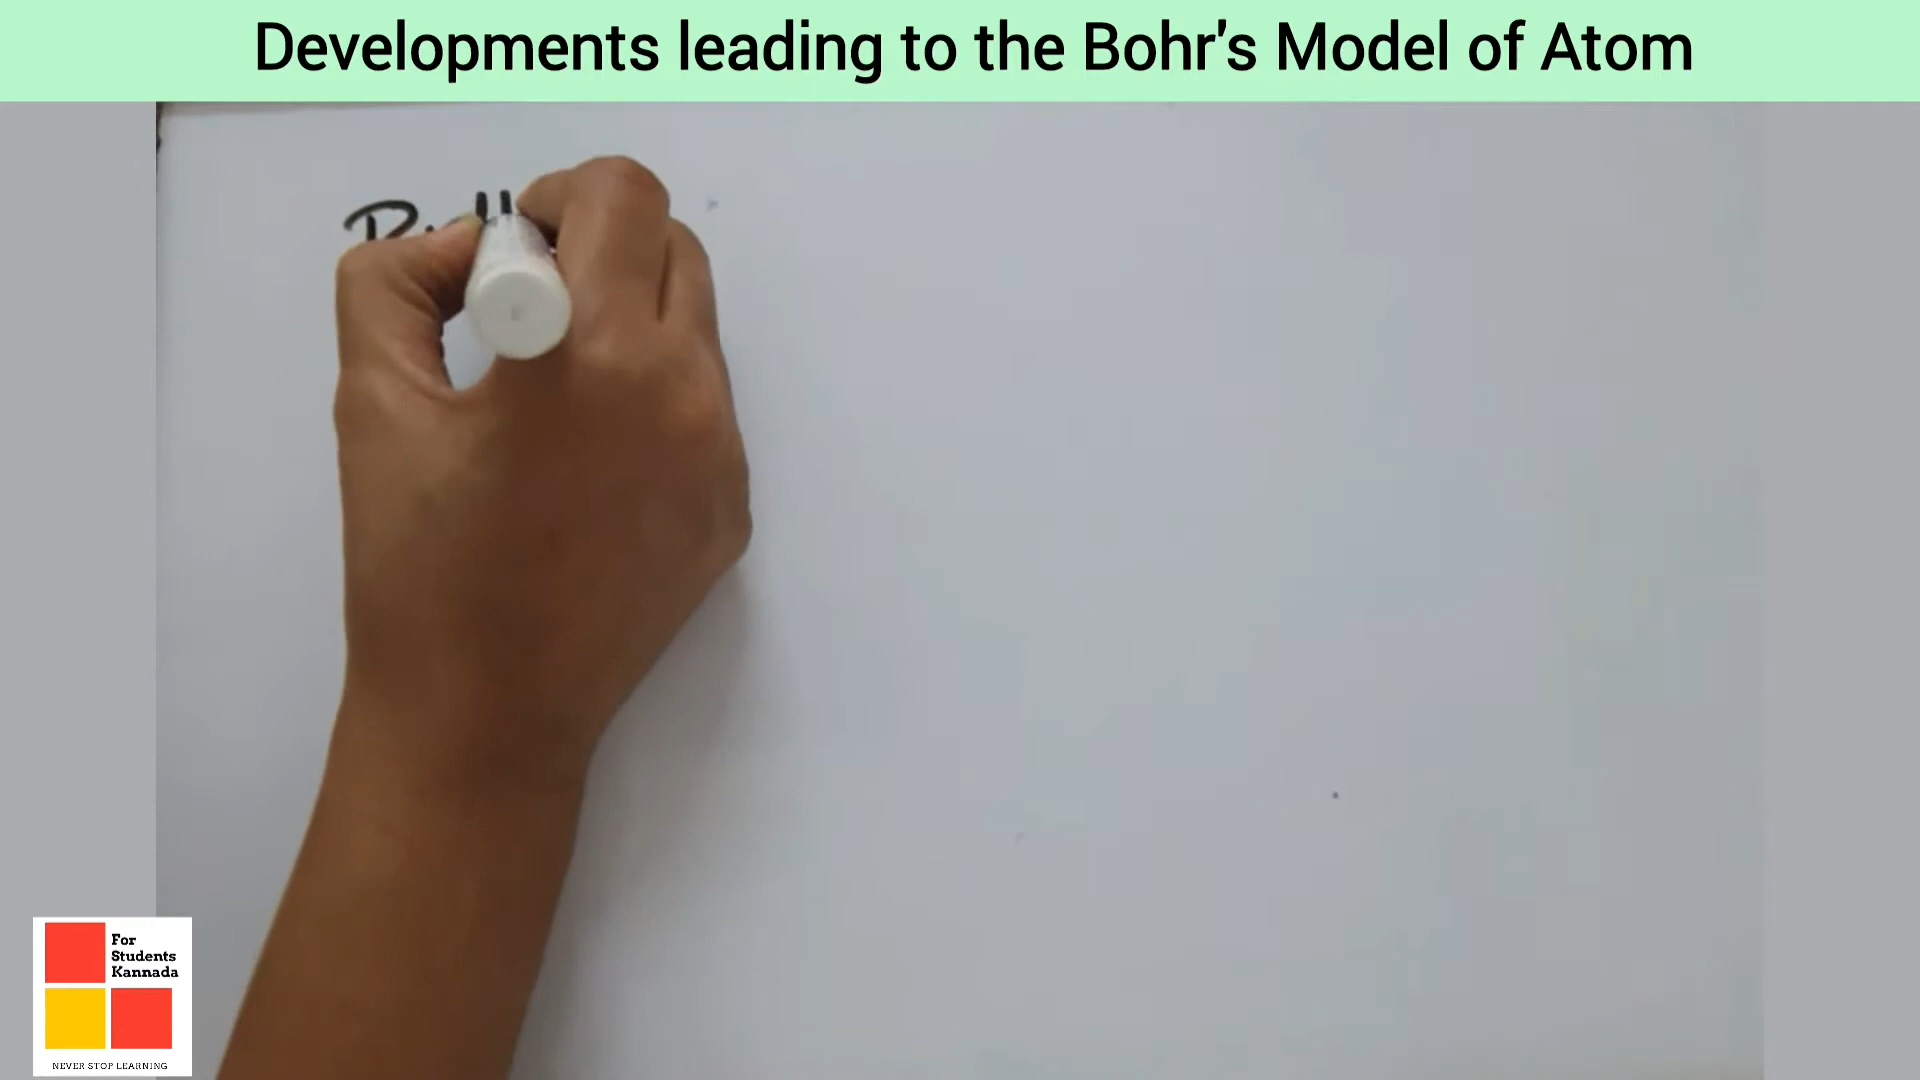 Developments leading to the Bohr's Model of Atom
For
Students
Kannada
NEVER STOP LEARNING